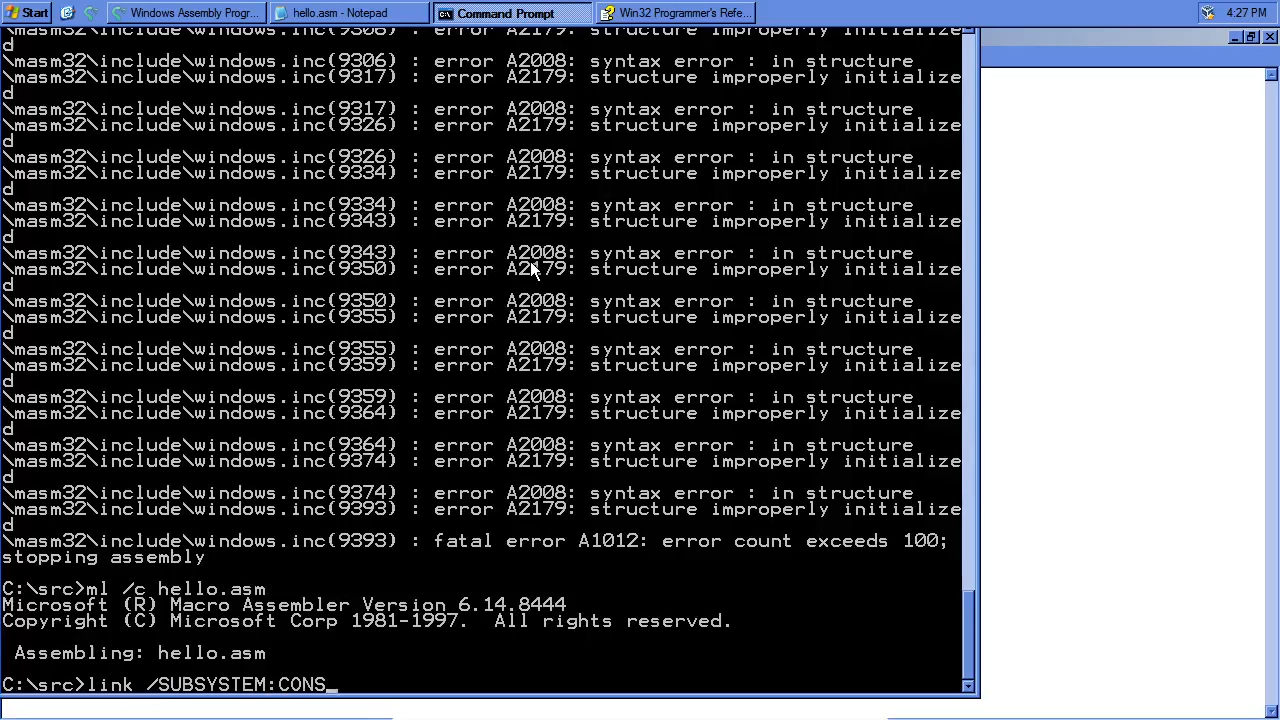 Start
Windows Assembly Progr...
hello.asm - Notepad
Command Prompt
Win32 Programmer's Refe...
4:27 PM
\masm32\include\windows.inc(9306) : error A2179: structure improperly initialize
d
\masm32\include\windows.inc(9306) : error A2008: syntax error : in structure
\masm32\include\windows.inc(9317) : error A2179: structure improperly initialize
d
\masm32\include\windows.inc(9317) : error A2008: syntax error : in structure
\masm32\include\windows.inc(9326) : error A2179: structure improperly initialize
d
\masm32\include\windows.inc(9326) : error A2008: syntax error : in structure
\masm32\include\windows.inc(9334) : error A2179: structure improperly initialize
d
\masm32\include\windows.inc(9334) : error A2008: syntax error : in structure
\masm32\include\windows.inc(9343) : error A2179: structure improperly initialize
d
\masm32\include\windows.inc(9343) : error A2008: syntax error : in structure
\masm32\include\windows.inc(9350) : error A2179: structure improperly initialize
d
\masm32\include\windows.inc(9350) : error A2008: syntax error : in structure
\masm32\include\windows.inc(9355) : error A2179: structure improperly initialize
d
\masm32\include\windows.inc(9355) : error A2008: syntax error : in structure
\masm32\include\windows.inc(9359) : error A2179: structure improperly initialize
d
\masm32\include\windows.inc(9359) : error A2008: syntax error : in structure
\masm32\include\windows.inc(9364) : error A2179: structure improperly initialize
d
\masm32\include\windows.inc(9364) : error A2008: syntax error : in structure
\masm32\include\windows.inc(9374) : error A2179: structure improperly initialize
d
\masm32\include\windows.inc(9374) : error A2008: syntax error : in structure
\masm32\include\windows.inc(9393) : error A2179: structure improperly initialize
d
\masm32\include\windows.inc(9393) : fatal error A1012: error count exceeds 100;
stopping assembly
C:\src>ml /c hello.asm
Microsoft (R) Macro Assembler Version 6.14.8444
Copyright (C) Microsoft Corp 1981-1997.  All rights reserved.
Assembling: hello.asm
C:\src>link /SUBSYSTEM:CONS_